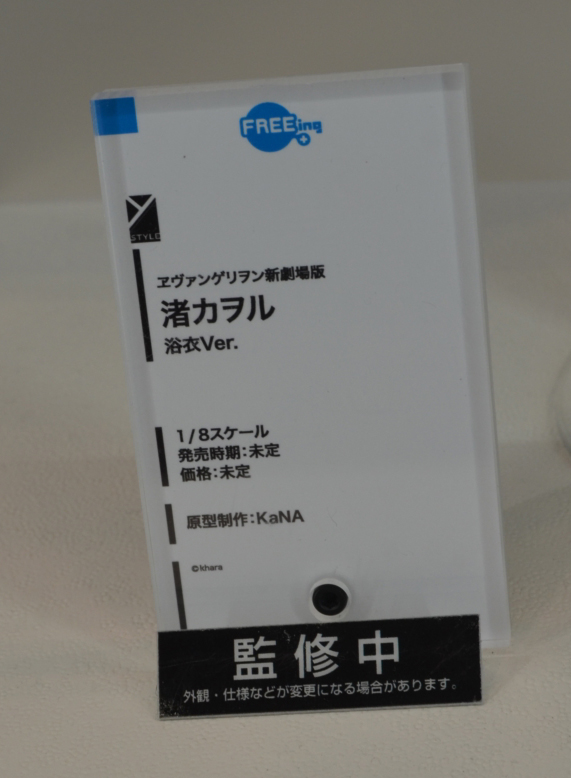 FREEing
STYLE
ヱヴァンゲリヲン新劇場版
渚カヲル
浴衣Ver.
1/8スケール
発売時期：未定
価格：未定
原型制作：KaNA
©khara
監修中
外観・仕様などが変更になる場合があります。